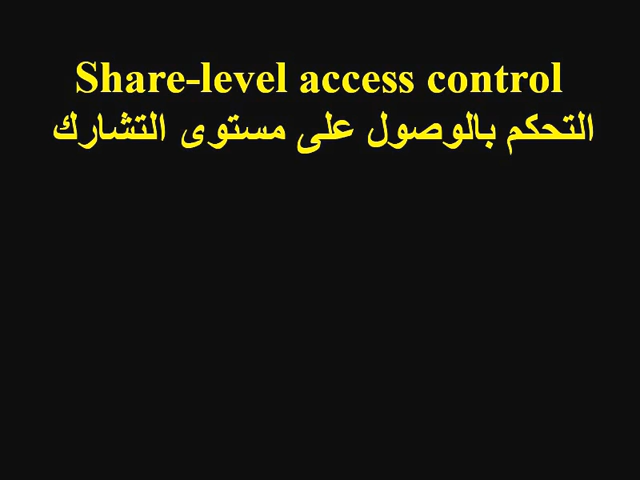 Share-level access control
التحكم بالوصول على مستوى التشارك